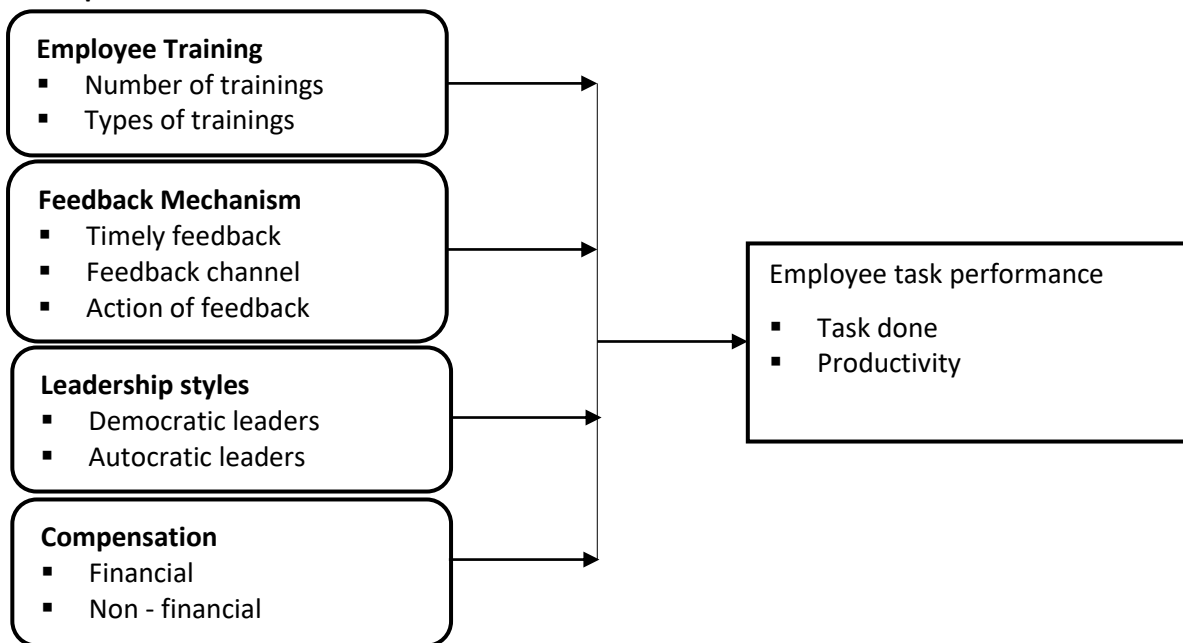 Employee Training
▪ Number of trainings
▪ Types of trainings
Feedback Mechanism
▪ Timely feedback
▪ Feedback channel
▪ Action of feedback
Leadership styles
▪ Democratic leaders
▪ Autocratic leaders
Compensation
▪ Financial
▪ Non - financial
Employee task performance
▪ Task done
▪ Productivity